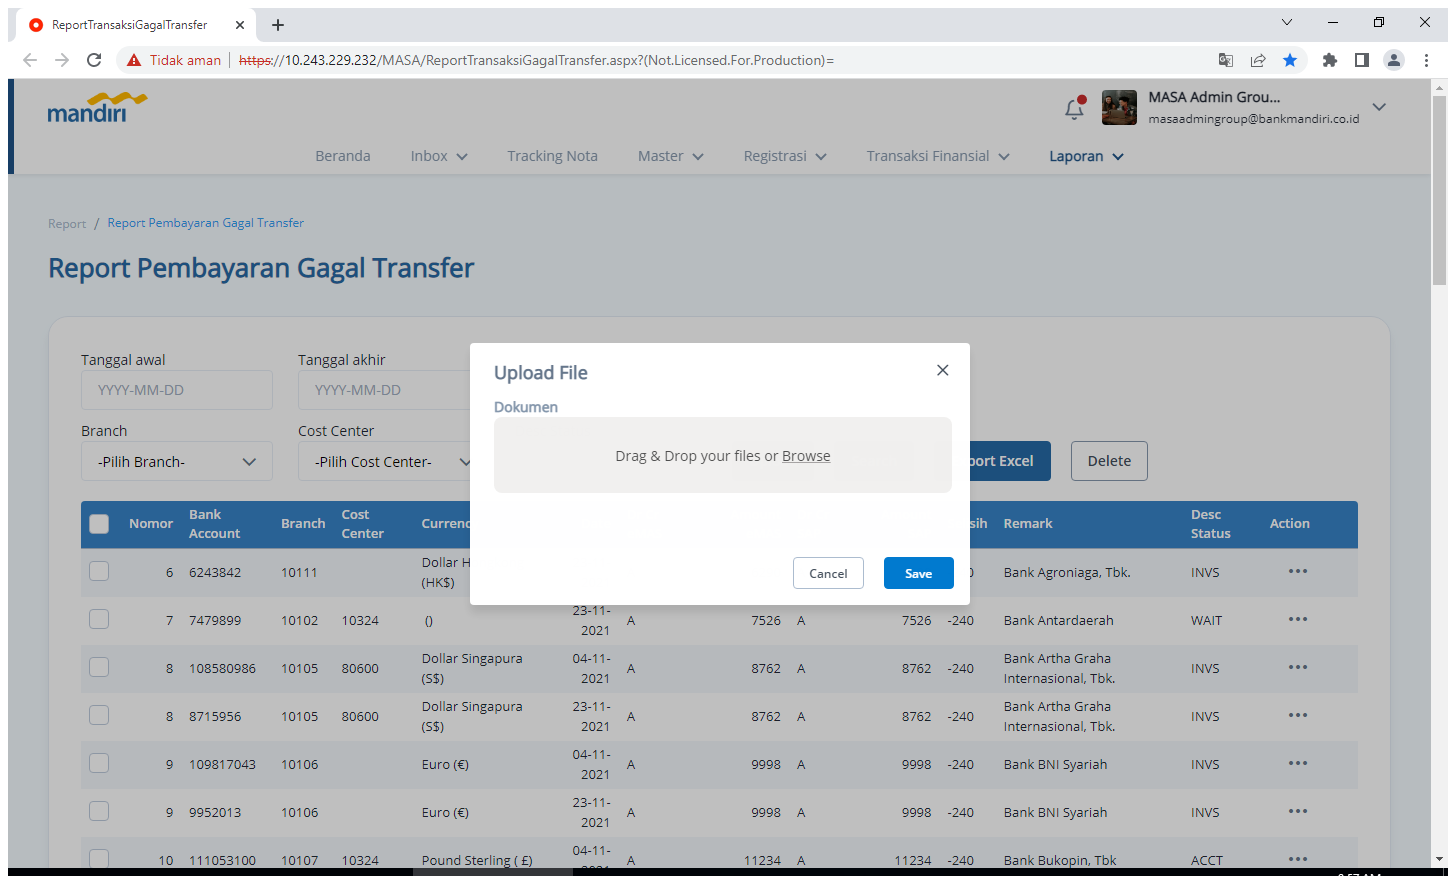 ReportTransaksiGagalTransfer
Tidak aman https://10.243.229.232/MASA/ReportTransaksiGagalTransfer.aspx?(Not.Licensed.For.Production)=
mandiri
MASA Admin Grou...
masaadmingroup@bankmandiri.co.id
Beranda Inbox Tracking Nota Master Registrasi Transaksi Finansial Laporan
Report / Report Pembayaran Gagal Transfer
Report Pembayaran Gagal Transfer
Tanggal awal Tanggal akhir
YYYY-MM-DD YYYY-MM-DD
Branch Cost Center
-Pilih Branch- -Pilih Cost Center- port Excel Delete
Upload File
Dokumen
Drag & Drop your files or Browse
Cancel Save
Nomor Bank Account Branch Cost Center Currenc sih Remark Desc Status Action
6 6243842 10111 Dollar H (HK$) Bank Agroniaga, Tbk. INVS
7 7479899 10102 10324 () 23-11-2021 A 7526 A 7526 -240 Bank Antardaerah WAIT
8 108580986 10105 80600 Dollar Singapura (S$) 04-11-2021 A 8762 A 8762 -240 Bank Artha Graha Internasional, Tbk. INVS
8 8715956 10105 80600 Dollar Singapura (S$) 23-11-2021 A 8762 A 8762 -240 Bank Artha Graha Internasional, Tbk. INVS
9 109817043 10106 Euro (€) 04-11-2021 A 9998 A 9998 -240 Bank BNI Syariah INVS
9 9952013 10106 Euro (€) 23-11-2021 A 9998 A 9998 -240 Bank BNI Syariah INVS
10 111053100 10107 10324 Pound Sterling ( £) 04-11- A 11234 A 11234 -240 Bank Bukopin, Tbk ACCT